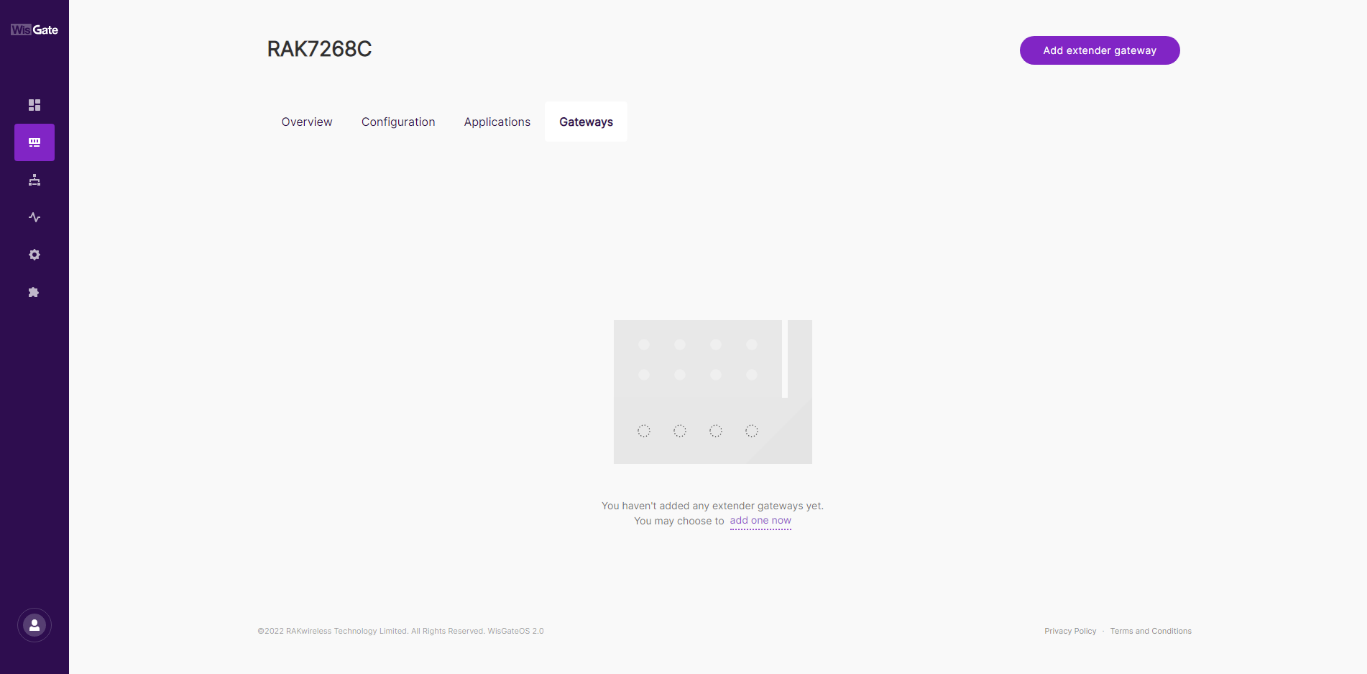 WisGate
RAK7268C
Add extender gateway
Overview
Configuration
Applications
Gateways
You haven't added any extender gateways yet.
You may choose to add one now
©2022 RAKwireless Technology Limited. All Rights Reserved. WisGateOS 2.0
Privacy Policy · Terms and Conditions